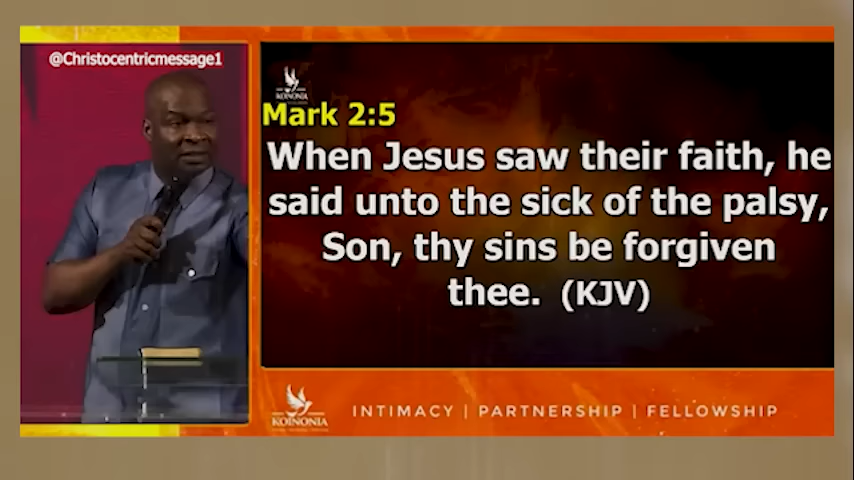 @Christocentricmessage1
KOINONIA
Mark 2:5
When Jesus saw their faith, he
said unto the sick of the palsy,
Son, thy sins be forgiven
thee. (KJV)
KOINONIA
INTIMACY | PARTNERSHIP | FELLOWSHIP